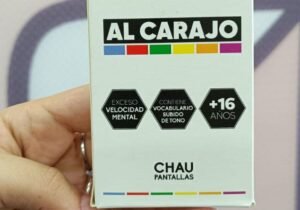 AL CARAJO
EXCESO
VELOCIDAD
MENTAL
CONTIENE
VOCABULARIO
SUBIDO
DE TONO
+16
AÑOS
CHAU
PANTALLAS